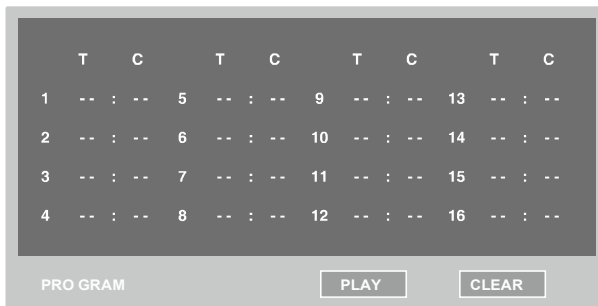 T C T C T C T C
1 -- : -- 5 -- : -- 9 -- : -- 13 -- : --
2 -- : -- 6 -- : -- 10 -- : -- 14 -- : --
3 -- : -- 7 -- : -- 11 -- : -- 15 -- : --
4 -- : -- 8 -- : -- 12 -- : -- 16 -- : --
PRO GRAM PLAY CLEAR